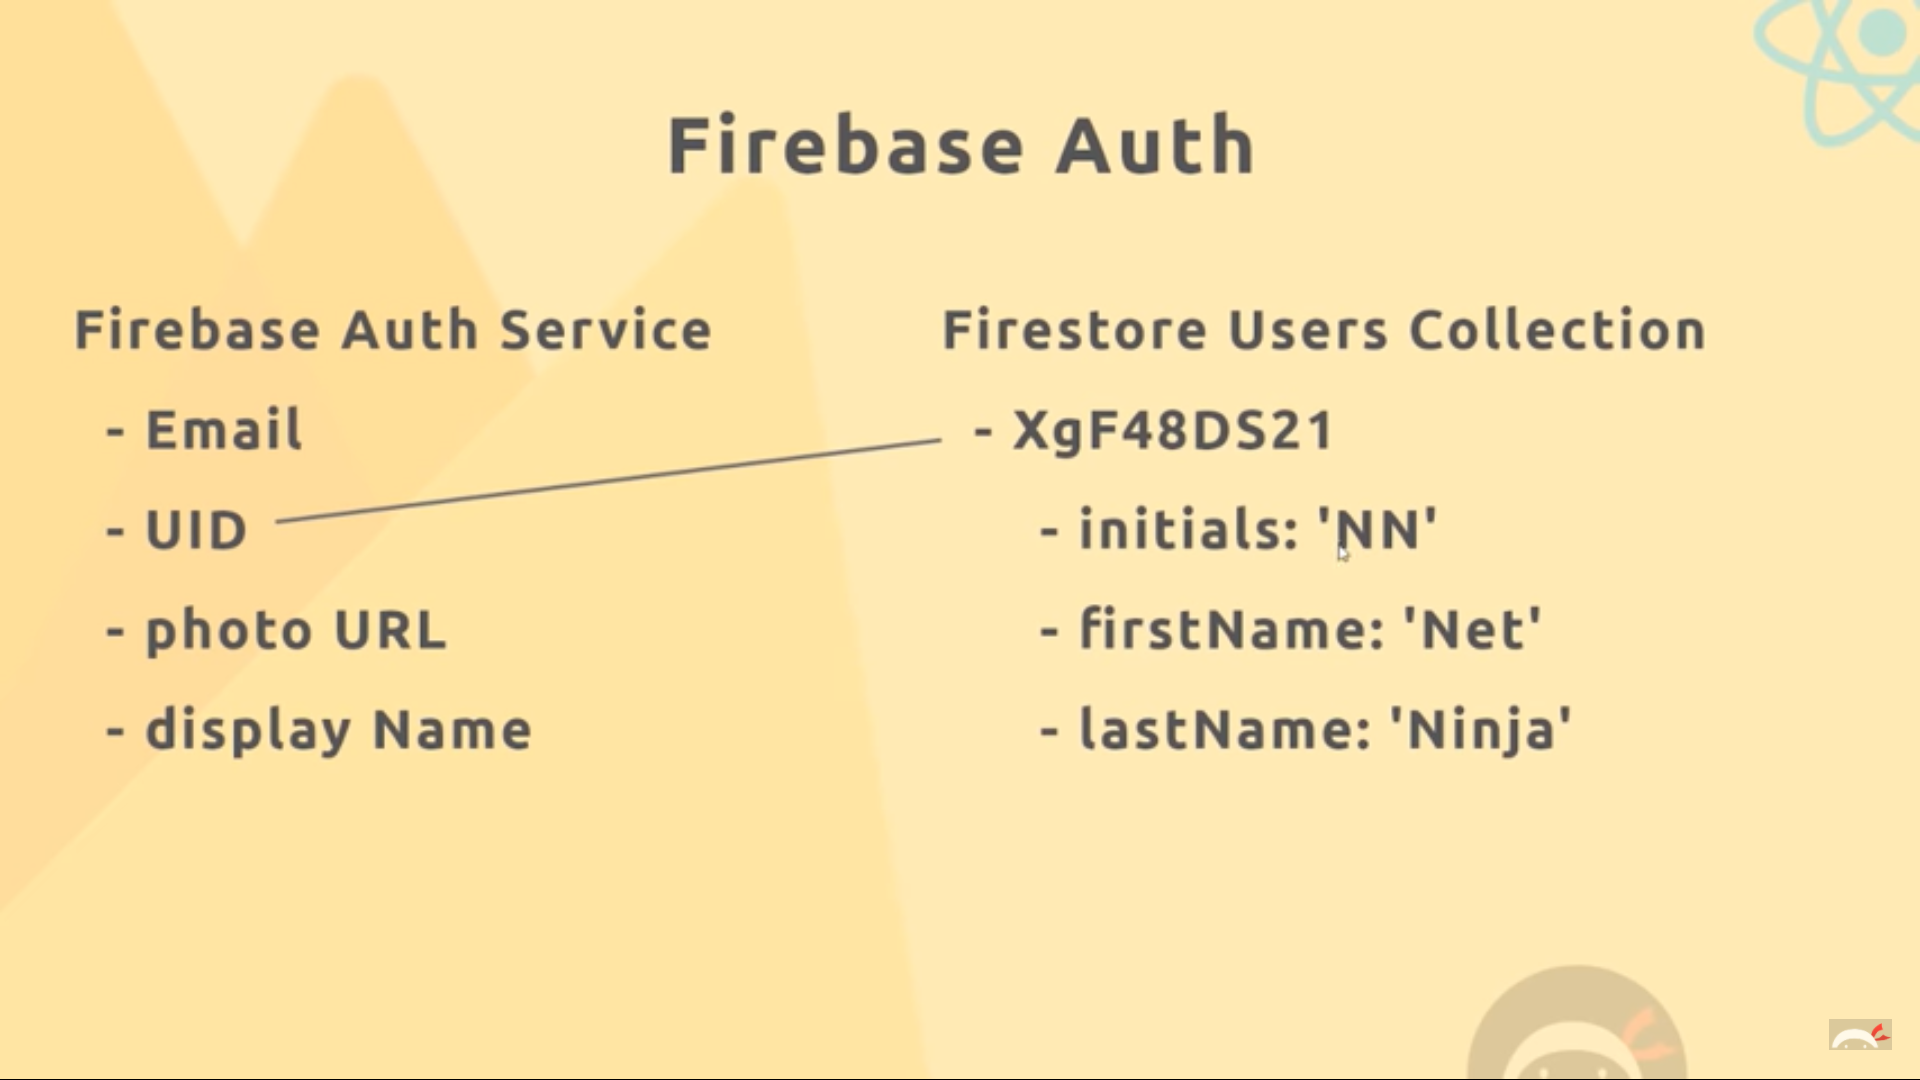 Firebase Auth
Firebase Auth Service
- Email
- UID
- photo URL
- display Name
Firestore Users Collection
- XgF48DS21
- initials: 'NN'
- firstName: 'Net'
- lastName: 'Ninja'